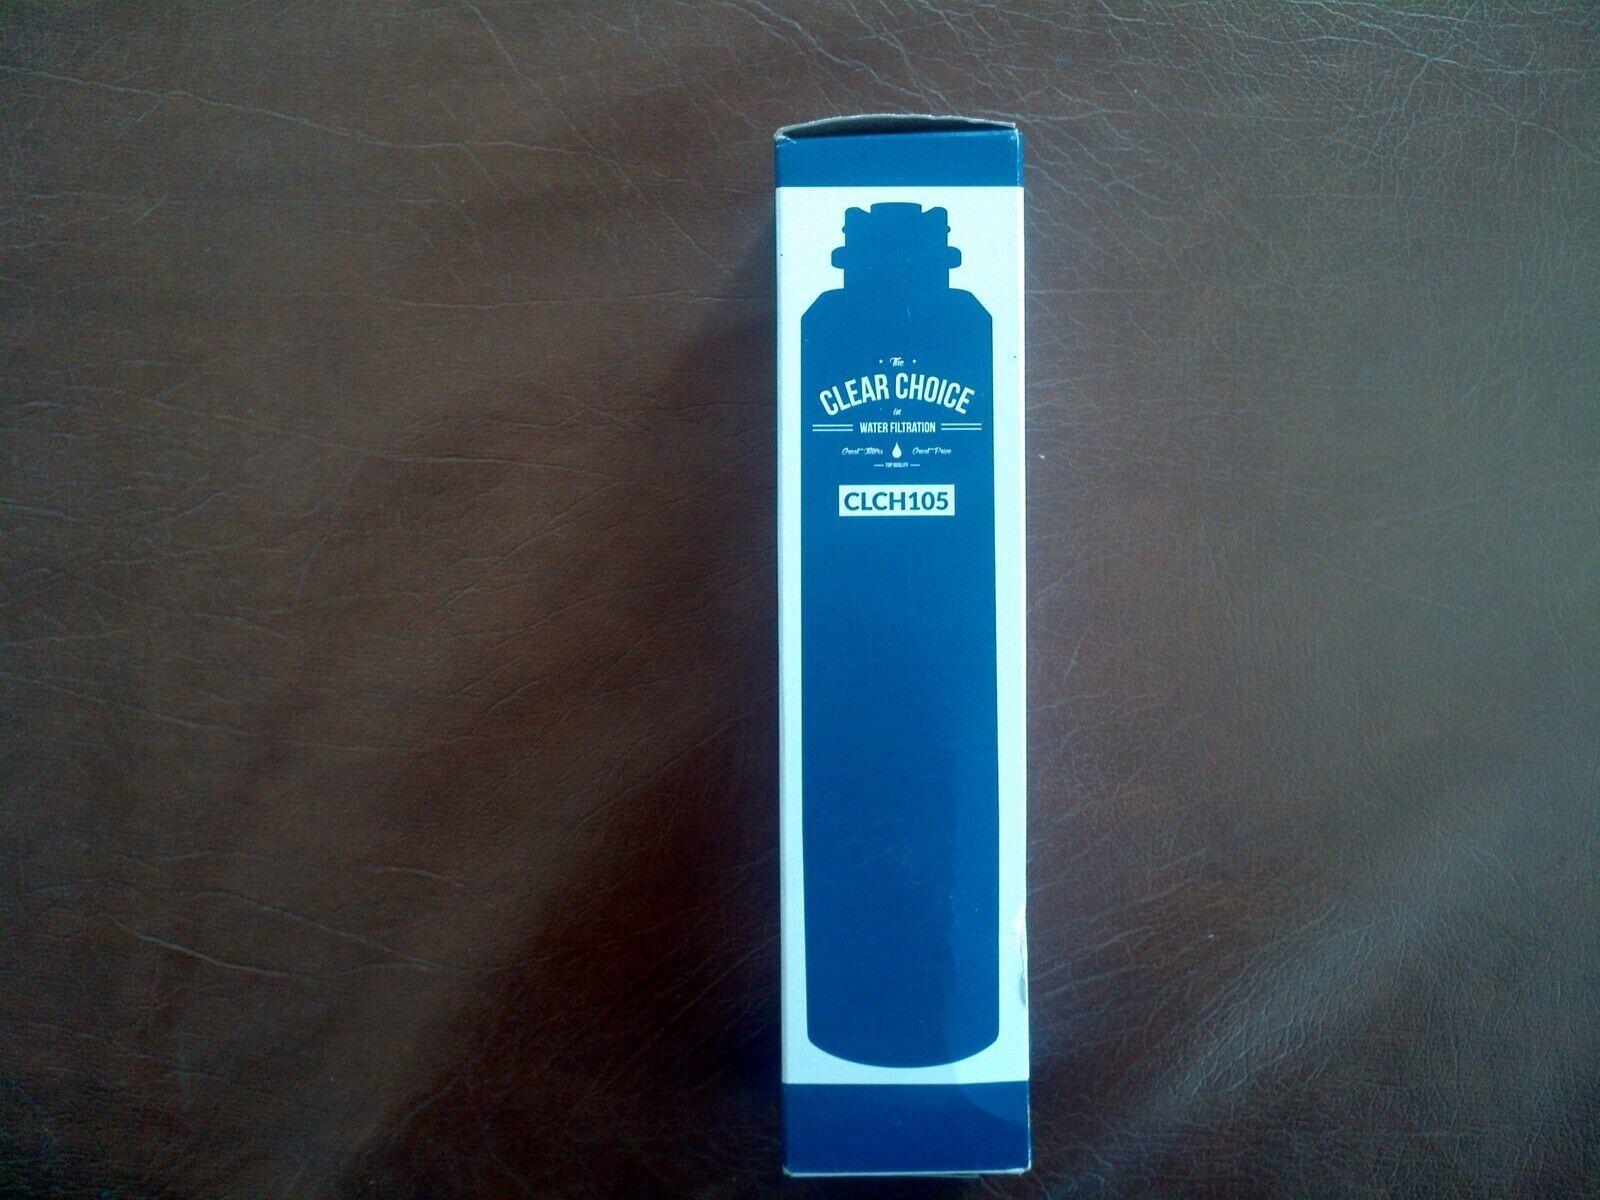 The
CLEAR CHOICE
in
WATER FILTRATION
Great Filters Great Price
TOP QUALITY
CLCH105